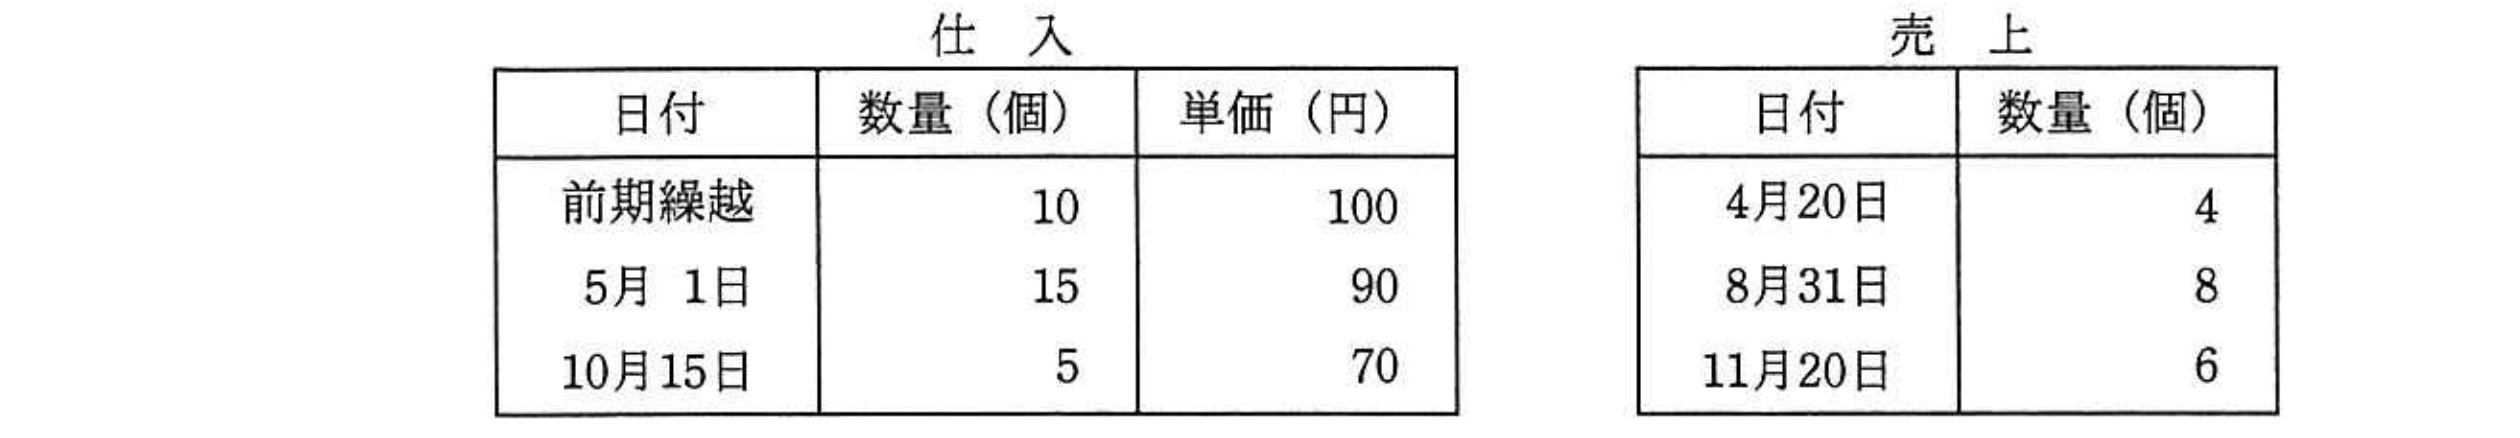 仕 入
日付 数量（個） 単価（円）
前期繰越 10 100
5月 1日 15 90
10月15日 5 70
売 上
日付 数量（個）
4月20日 4
8月31日 8
11月20日 6